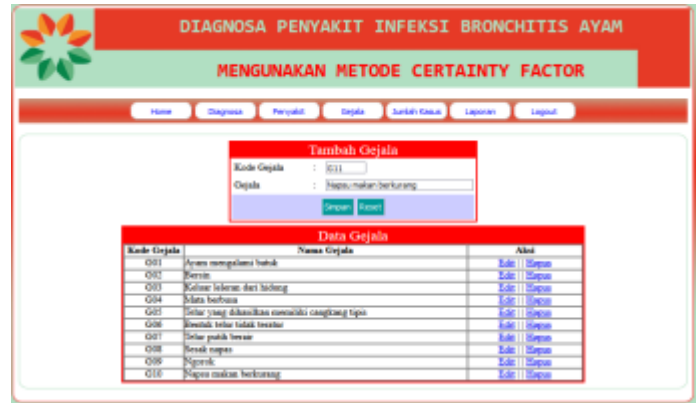 DIAGNOSA PENYAKIT INFEKSI BRONCHITIS AYAM
MENGUNAKAN METODE CERTAINTY FACTOR
Home Diagnosa Penyakit Gejala Jumlah Kasus Laporan Logout
Tambah Gejala
Kode Gejala : G11
Gejala : Napsu makan berkurang
Simpan Reset
Data Gejala
Kode Gejala Nama Gejala Aksi
G01 Ayam mengalami batuk Edit || Hapus
G02 Bersin Edit || Hapus
G03 Keluar leleran dari hidung Edit || Hapus
G04 Mata berbusa Edit || Hapus
G05 Telur yang dihasilkan memiliki cangkang tipis Edit || Hapus
G06 Bentuk telur tidak teratur Edit || Hapus
G07 Telur putih berair Edit || Hapus
G08 Sesak napas Edit || Hapus
G09 Ngorok Edit || Hapus
G10 Napsu makan berkurang Edit || Hapus